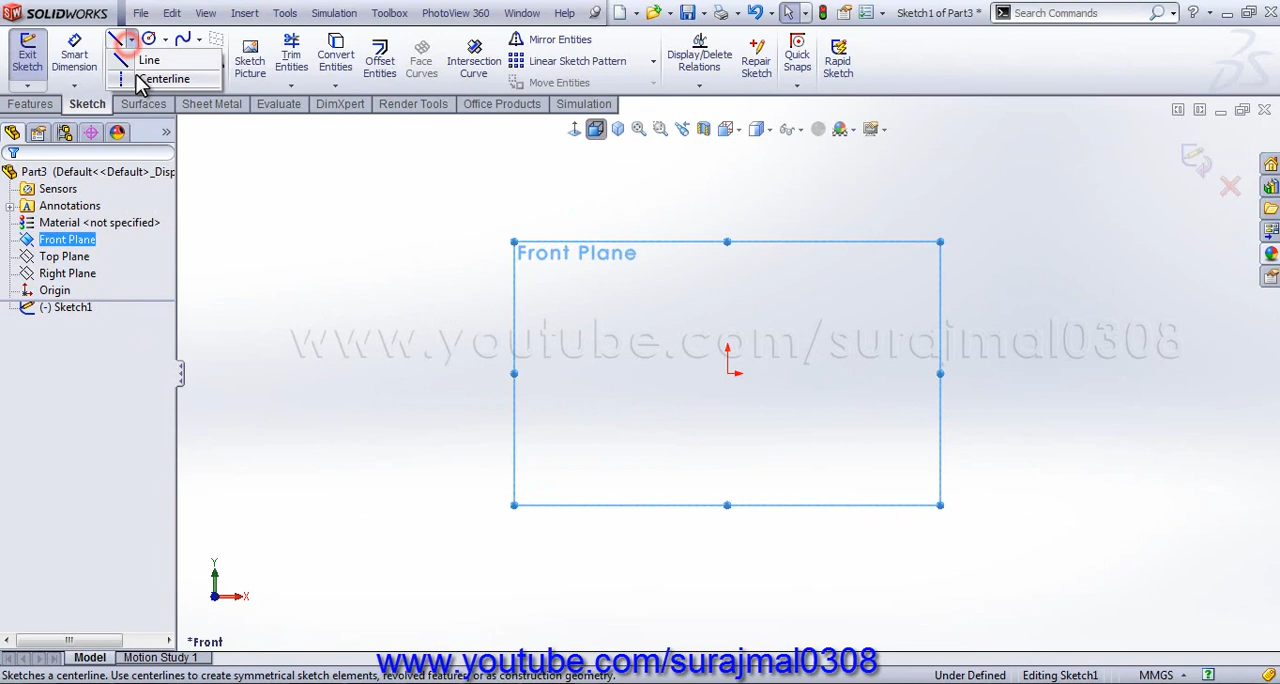 SOLIDWORKS File Edit View Insert Tools Simulation Toolbox PhotoView 360 Window Help Sketch1 of Part3 * Search Commands
Exit Sketch Smart Dimension Line Centerline Sketch Picture Trim Entities Convert Entities Offset Entities Face Curves Intersection Curve Mirror Entities Linear Sketch Pattern Move Entities Display/Delete Relations Repair Sketch Quick Snaps Rapid Sketch
Features Sketch Surfaces Sheet Metal Evaluate DimXpert Render Tools Office Products Simulation
Part3 (Default<<Default>_Disp
Sensors
Annotations
Material <not specified>
Front Plane
Top Plane
Right Plane
Origin
(-) Sketch1
Front Plane
www.youtube.com/surajmal0308
Y
X
*Front
Model Motion Study 1
www.youtube.com/surajmal0308
Sketches a centerline. Use centerlines to create symmetrical sketch elements, revolved features, or as construction geometry. Under Defined Editing Sketch1 MMGS